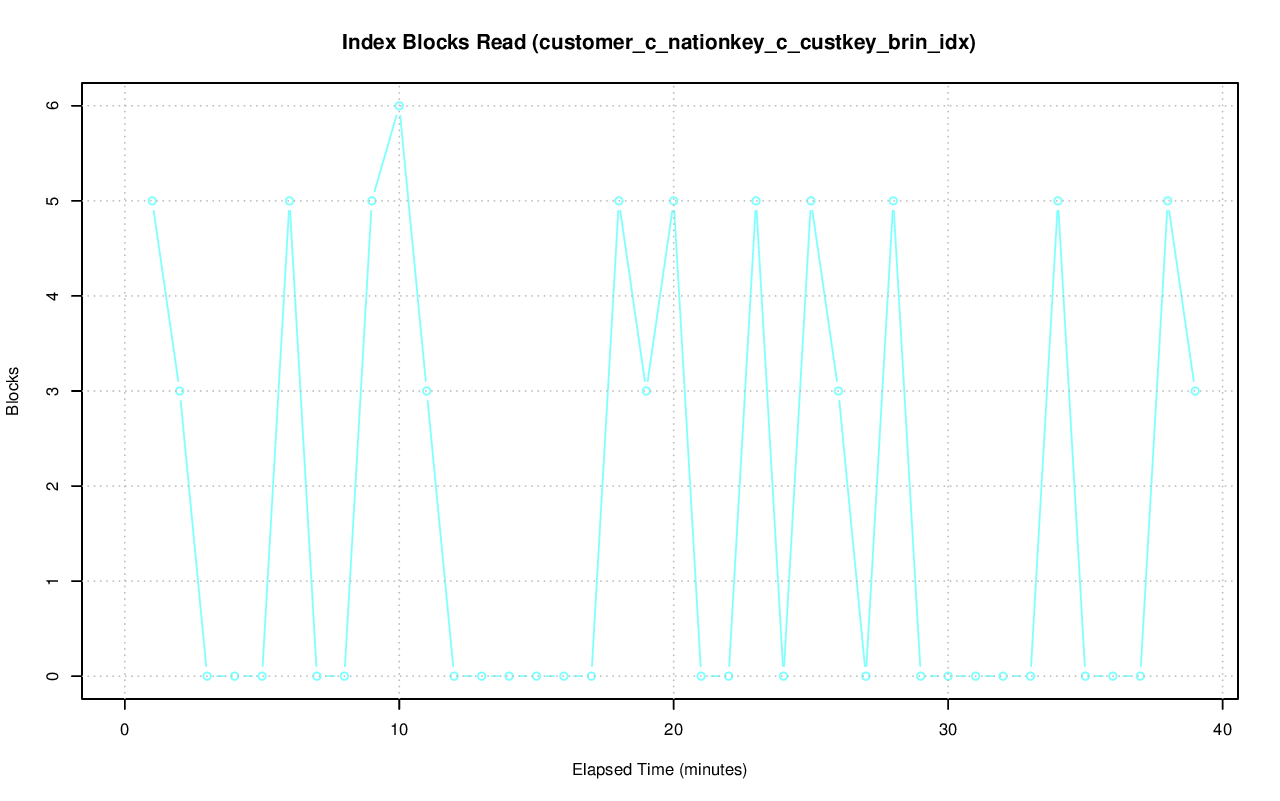 Index Blocks Read (customer_c_nationkey_c_custkey_brin_idx)
6
5
4
3
2
1
0
Blocks
0 10 20 30 40
Elapsed Time (minutes)